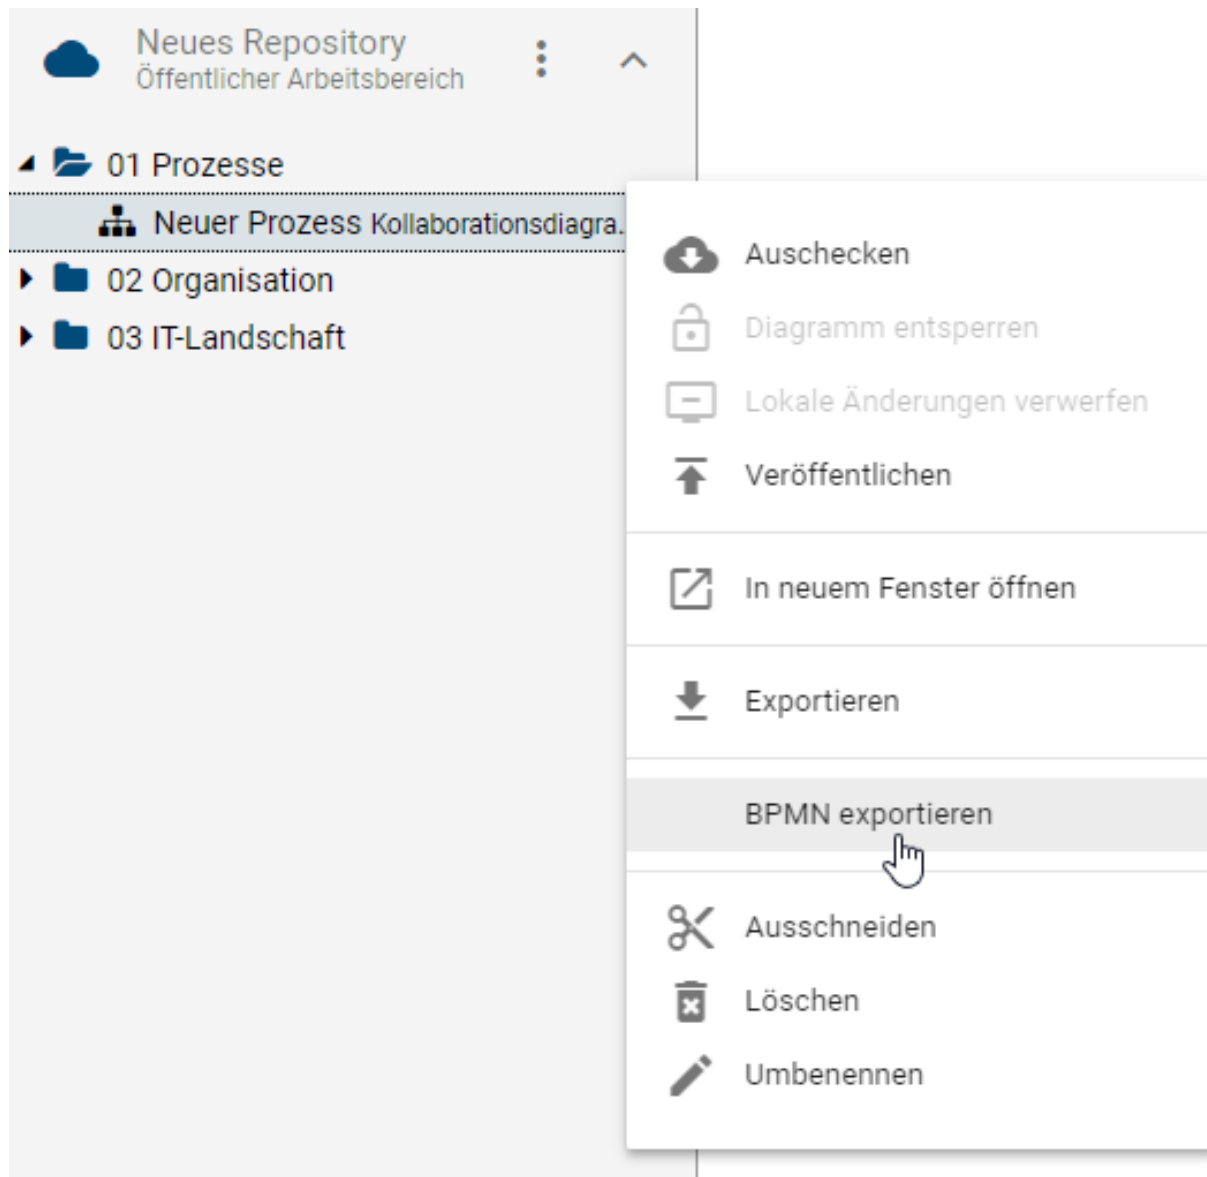 Neues Repository
Öffentlicher Arbeitsbereich
01 Prozesse
Neuer Prozess Kollaborationsdiagra..
02 Organisation
03 IT-Landschaft
Auschecken
Diagramm entsperren
Lokale Änderungen verwerfen
Veröffentlichen
In neuem Fenster öffnen
Exportieren
BPMN exportieren
Ausschneiden
Löschen
Umbenennen